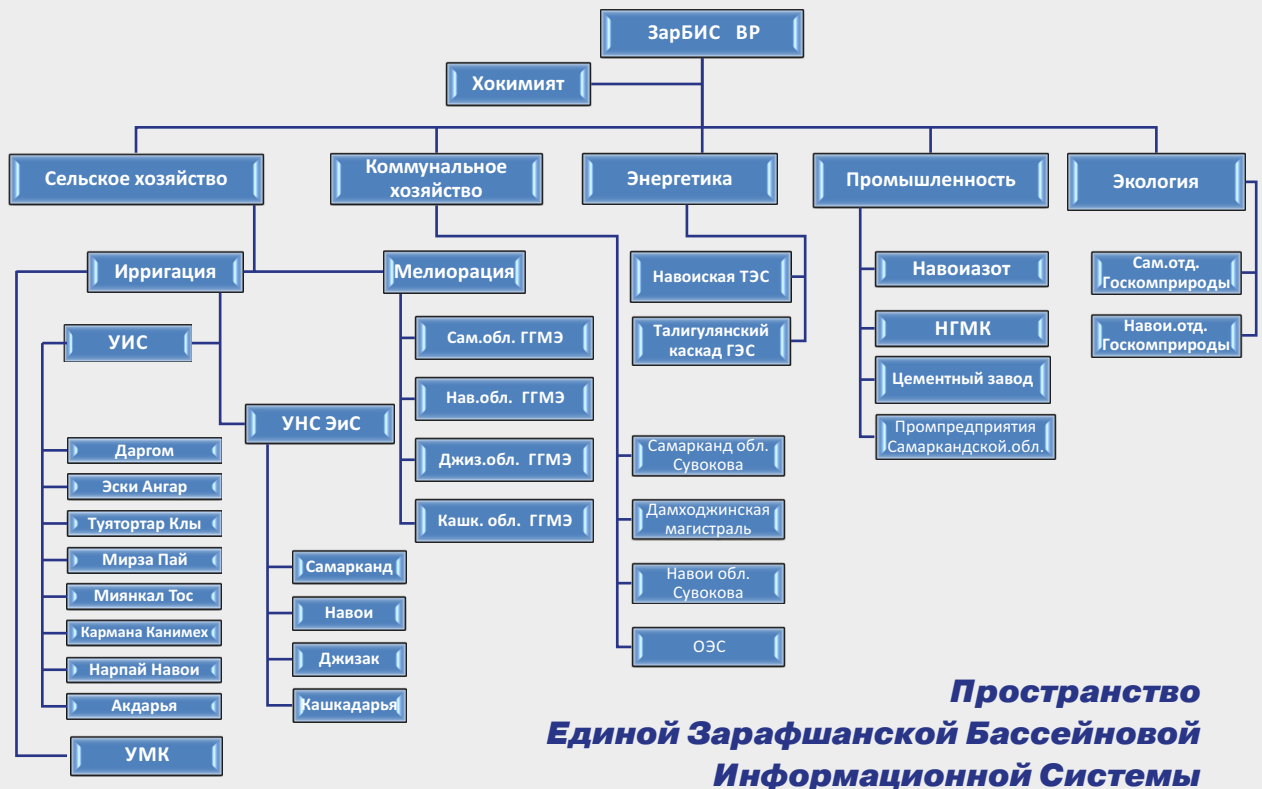 ЗарБИС ВР
Хокимият
Сельское хозяйство
Коммунальное
хозяйство
Энергетика
Промышленность
Экология
Ирригация
Мелиорация
УИС
УНС ЭиС
Даргом
Эски Ангар
Туятортар Клы
Мирза Пай
Миянкал Тос
Кармана Канимех
Нарпай Навои
Акдарья
УМК
Самарканд
Навои
Джизак
Кашкадарья
Сам.обл. ГГМЭ
Нав.обл. ГГМЭ
Джиз.обл. ГГМЭ
Кашк. обл. ГГМЭ
Самарканд обл.
Сувокова
Дамходжинская
магистраль
Навои обл.
Сувокова
ОЭС
Навоиская ТЭС
Талигулянский
каскад ГЭС
Навоиазот
НГМК
Цементный завод
Промпредприятия
Самаркандской.обл.
Сам.отд.
Госкомприроды
Навои.отд.
Госкомприроды
Пространство
Единой Зарафшанской Бассейновой
Информационной Системы